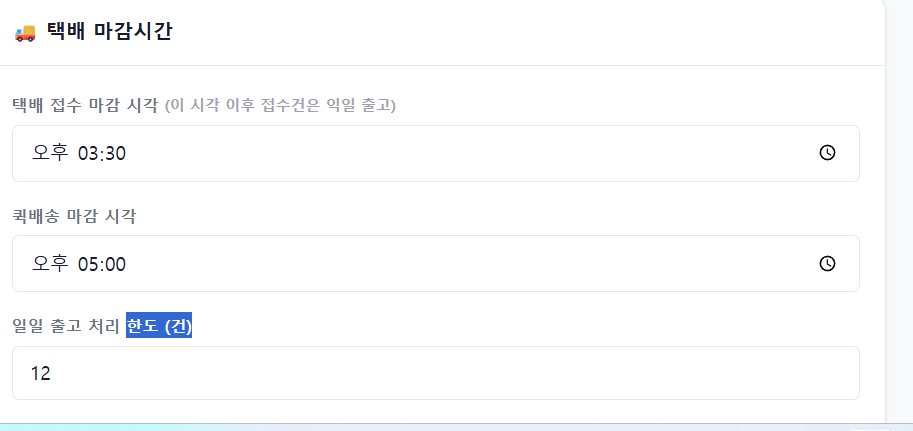 🚚 택배 마감시간
택배 접수 마감 시각 (이 시각 이후 접수건은 익일 출고)
오후 03:30
퀵배송 마감 시각
오후 05:00
일일 출고 처리 한도 (건)
12